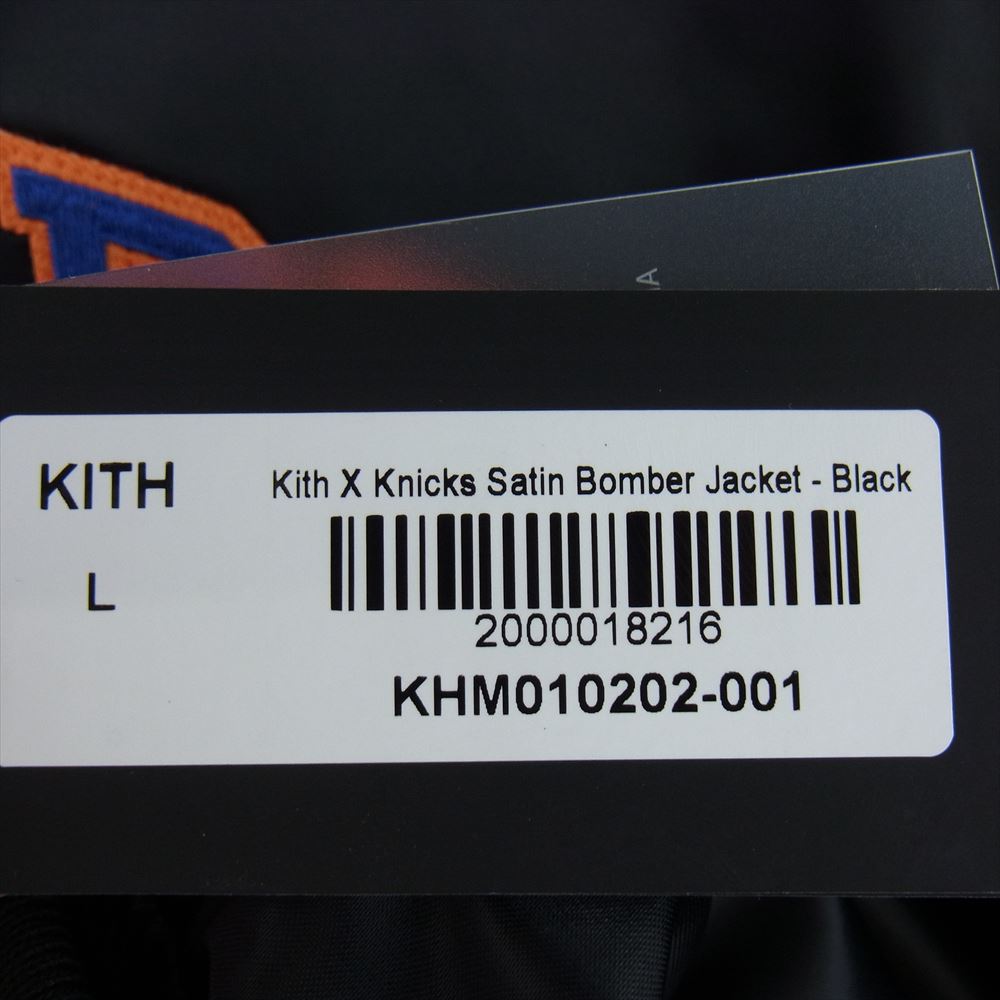 KITH
Kith X Knicks Satin Bomber Jacket - Black
L
2000018216
KHM010202-001